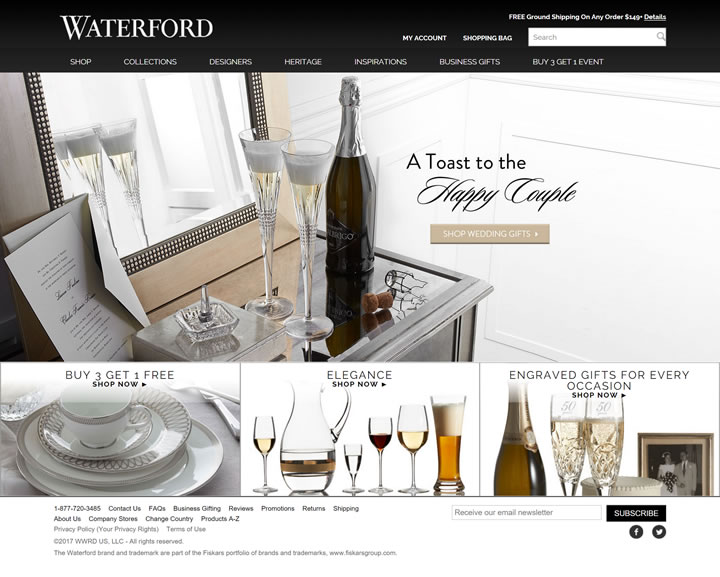 WATERFORD
FREE Ground Shipping On Any Order $149+ Details
MY ACCOUNT SHOPPING BAG Search
SHOP COLLECTIONS DESIGNERS HERITAGE INSPIRATIONS BUSINESS GIFTS BUY 3 GET 1 EVENT
A Toast to the
Happy Couple
SHOP WEDDING GIFTS
BUY 3 GET 1 FREE
SHOP NOW ►
ELEGANCE
SHOP NOW ►
ENGRAVED GIFTS FOR EVERY
OCCASION
SHOP NOW ►
50
50
1-877-720-3485 Contact Us FAQs Business Gifting Reviews Promotions Returns Shipping
About Us Company Stores Change Country Products A-Z
Privacy Policy (Your Privacy Rights) Terms of Use
©2017 WWRD US, LLC - All rights reserved.
The Waterford brand and trademark are part of the Fiskars portfolio of brands and trademarks, www.fiskarsgroup.com.
Receive our email newsletter SUBSCRIBE